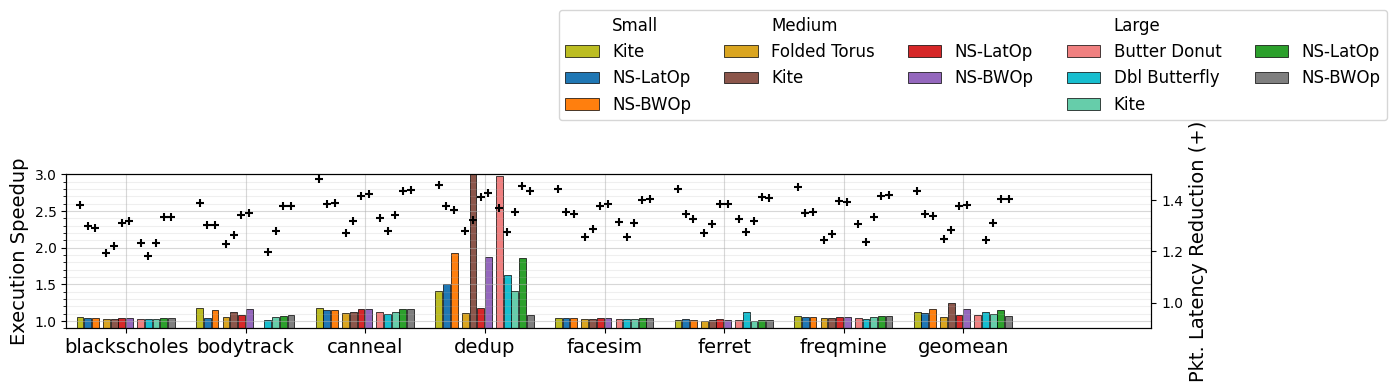 Small Medium Large
Kite Folded Torus NS-LatOp Butter Donut NS-LatOp
NS-LatOp Kite NS-BWOp Dbl Butterfly NS-BWOp
NS-BWOp Kite
Execution Speedup
3.0
2.5
2.0
1.5
1.0
1.4
1.2
1.0
Pkt. Latency Reduction (+)
blackscholes bodytrack canneal dedup facesim ferret freqmine geomean